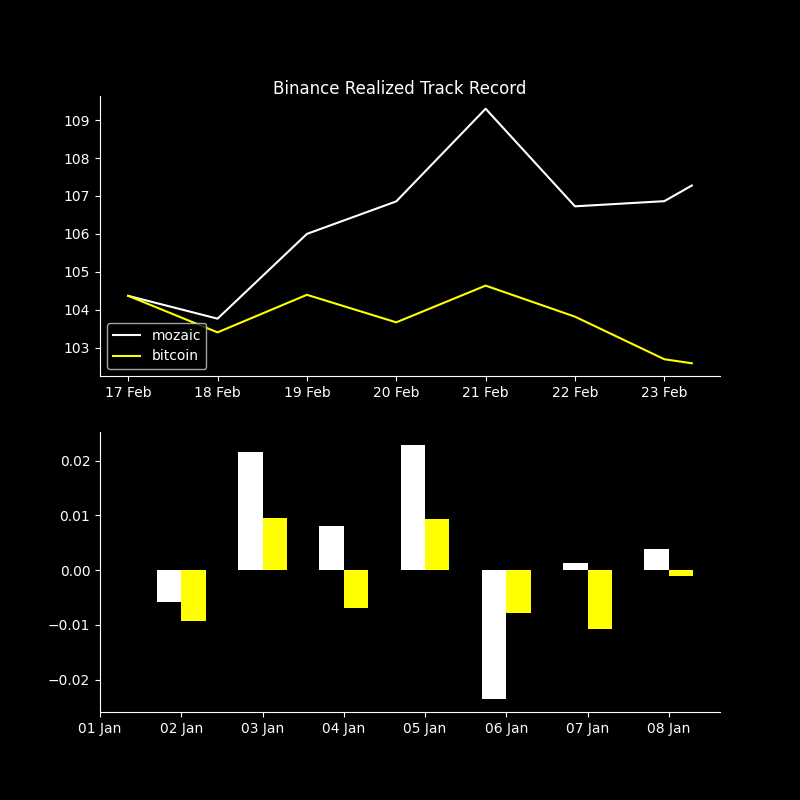 Binance Realized Track Record
109
108
107
106
105
104
103
mozaic
bitcoin
17 Feb 18 Feb 19 Feb 20 Feb 21 Feb 22 Feb 23 Feb
0.02
0.01
0.00
−0.01
−0.02
01 Jan 02 Jan 03 Jan 04 Jan 05 Jan 06 Jan 07 Jan 08 Jan